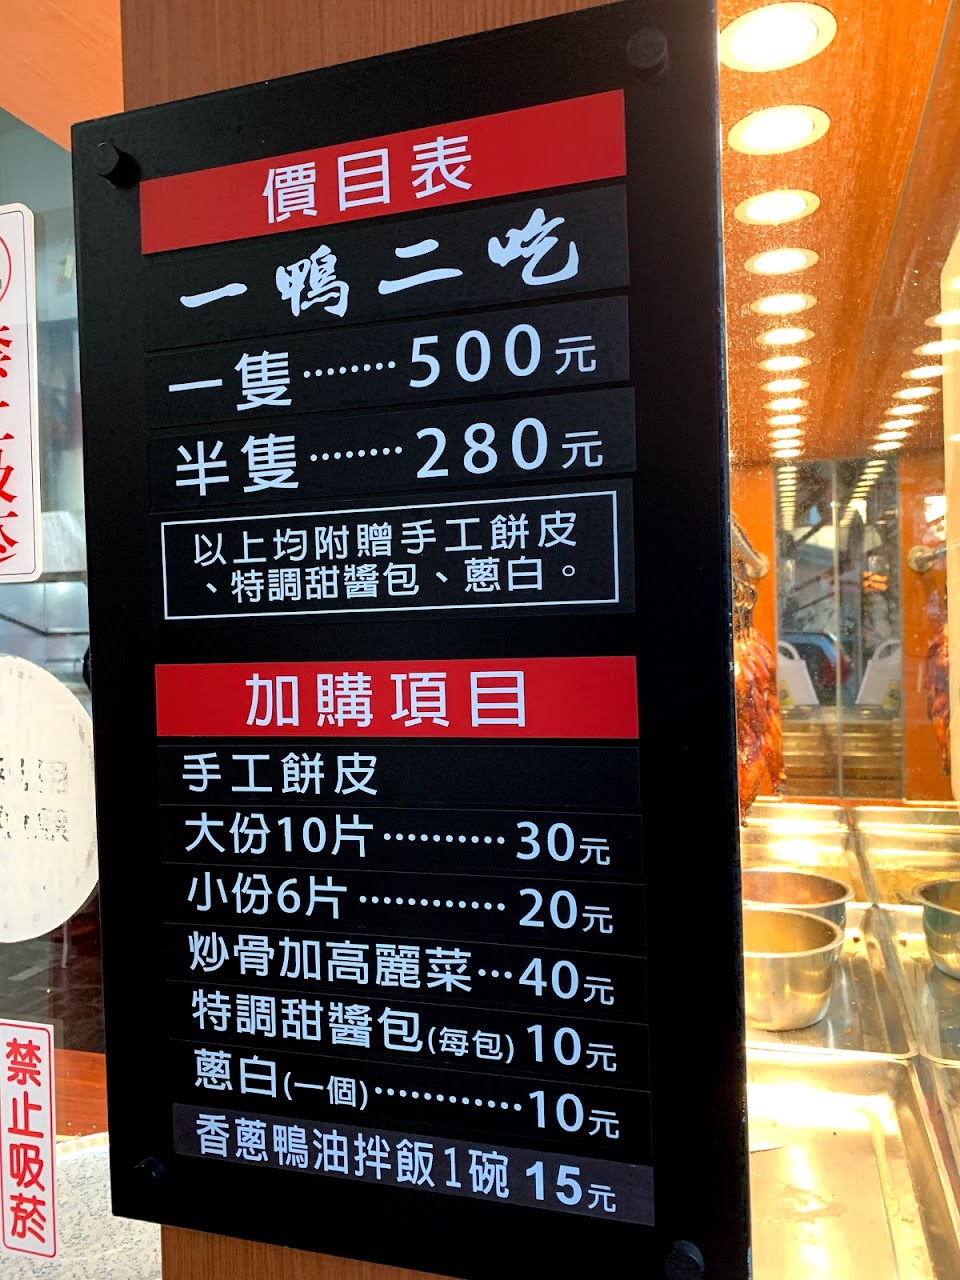 價目表
一鴨二吃
一隻········500元
半隻········280元
以上均附贈手工餅皮
、特調甜醬包、蔥白。
加購項目
手工餅皮
大份10片··········30元
小份6片············20元
炒骨加高麗菜···40元
特調甜醬包(每包)10元
蔥白(一個)············10元
香蔥鴨油拌飯1碗 15元
禁止吸菸